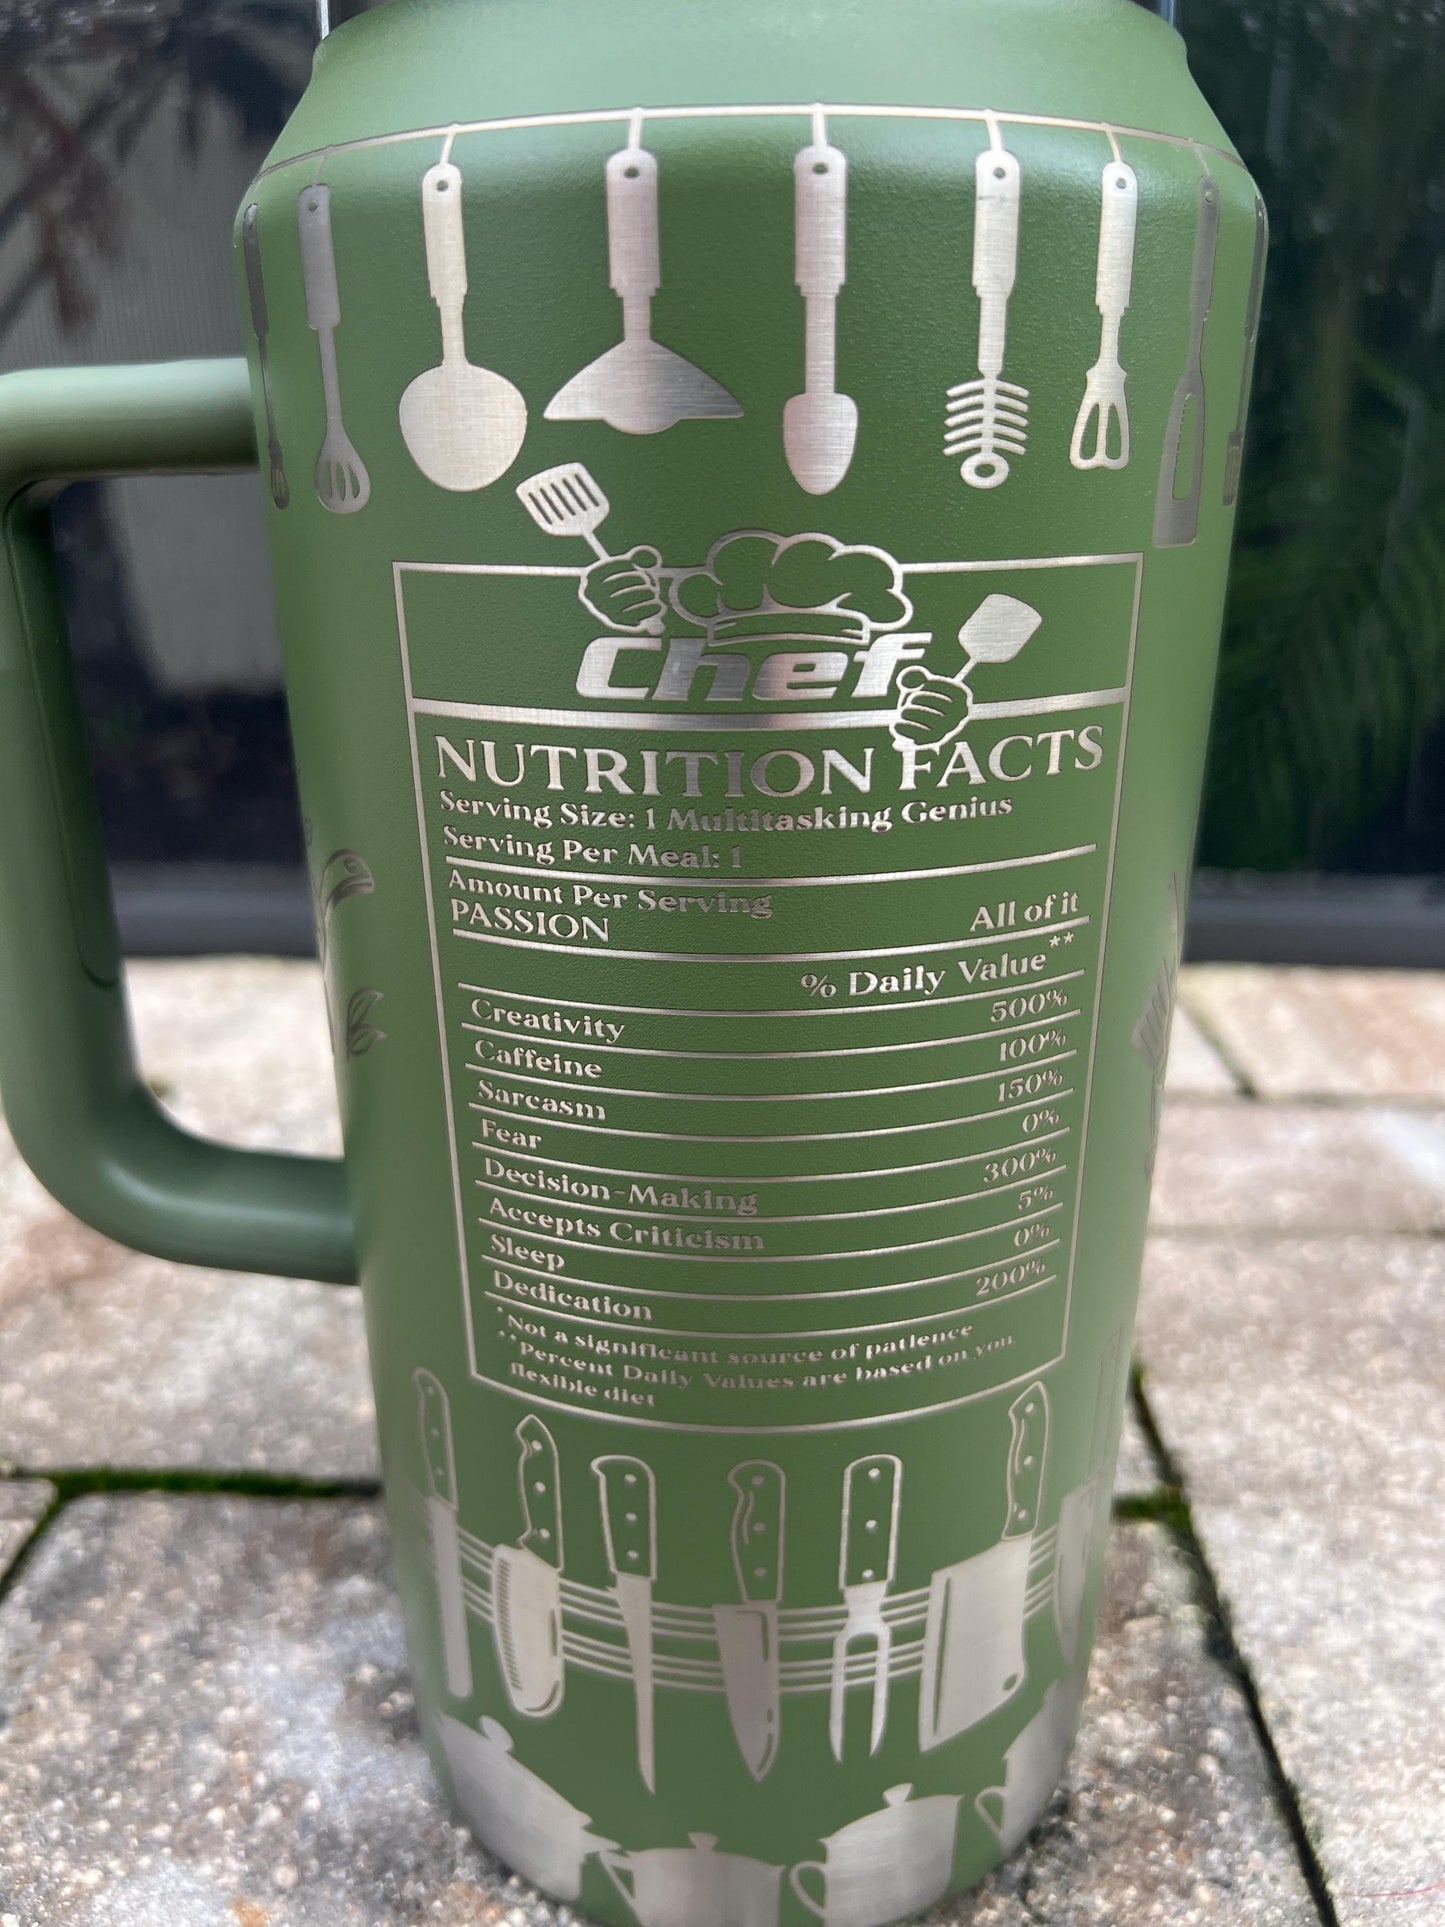 Chef
NUTRITION FACTS
Serving Size: 1 Multitasking Genius
Serving Per Meal: 1
Amount Per Serving
PASSION All of it
% Daily Value**
Creativity 500%
Caffeine 100%
Sarcasm 150%
Fear 0%
Decision-Making 300%
Accepts Criticism 5%
Sleep 0%
Dedication 200%
*Not a significant source of patience
**Percent Daily Values are based on you
flexible diet